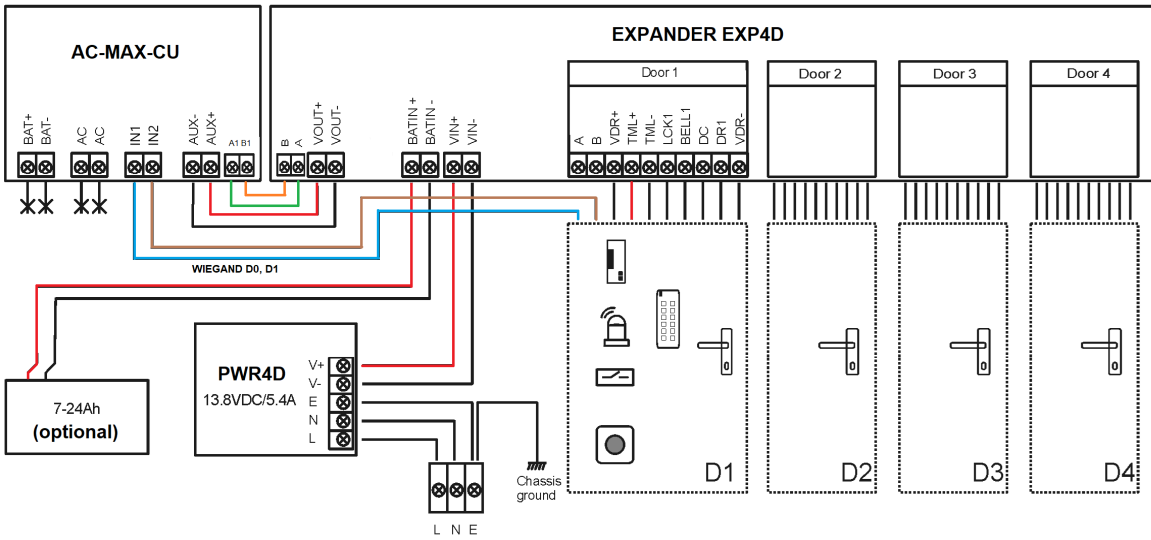 AC-MAX-CU
EXPANDER EXP4D
Door 1
Door 2
Door 3
Door 4
BAT+
BAT-
AC
AC
IN1
IN2
AUX-
AUX+
A1
B1
B
A
VOUT+
VOUT-
BATIN +
BATIN -
VIN+
VIN-
A
B
VDR+
TML+
TML-
LCK1
BELL1
DC
DR1
VDR-
WIEGAND D0, D1
PWR4D
13.8VDC/5.4A
V+
V-
E
N
L
7-24Ah
(optional)
Chassis
ground
L N E
D1
D2
D3
D4